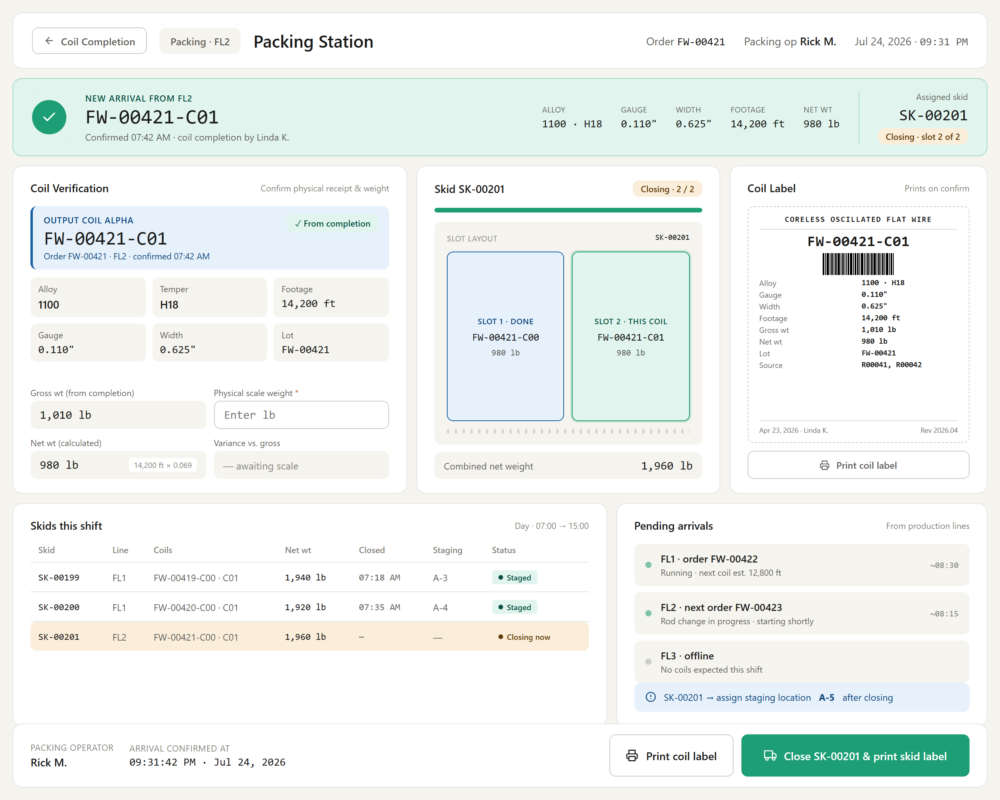 Coil Completion
Packing · FL2
Packing Station
Order FW-00421
Packing op Rick M.
Jul 24, 2026 · 09:31 PM
NEW ARRIVAL FROM FL2
FW-00421-C01
Confirmed 07:42 AM · coil completion by Linda K.
ALLOY
1100 · H18
GAUGE
0.110"
WIDTH
0.625"
FOOTAGE
14,200 ft
NET WT
980 lb
Assigned skid
SK-00201
Closing · slot 2 of 2
Coil Verification
Confirm physical receipt & weight
OUTPUT COIL ALPHA
FW-00421-C01
Order FW-00421 · FL2 · confirmed 07:42 AM
✓ From completion
Alloy
1100
Temper
H18
Footage
14,200 ft
Gauge
0.110"
Width
0.625"
Lot
FW-00421
Gross wt (from completion)
1,010 lb
Physical scale weight *
Enter lb
Net wt (calculated)
980 lb
14,200 ft × 0.069
Variance vs. gross
— awaiting scale
Skid SK-00201
Closing · 2 / 2
SLOT LAYOUT
SK-00201
SLOT 1 · DONE
FW-00421-C00
980 lb
SLOT 2 · THIS COIL
FW-00421-C01
980 lb
Combined net weight
1,960 lb
Coil Label
Prints on confirm
CORELESS OSCILLATED FLAT WIRE
FW-00421-C01
Alloy 1100 · H18
Gauge 0.110"
Width 0.625"
Footage 14,200 ft
Gross wt 1,010 lb
Net wt 980 lb
Lot FW-00421
Source R00041, R00042
Apr 23, 2026 · Linda K.
Rev 2026.04
Print coil label
Skids this shift
Day · 07:00 → 15:00
Skid Line Coils Net wt Closed Staging Status
SK-00199 FL1 FW-00419-C00 · C01 1,940 lb 07:18 AM A-3 Staged
SK-00200 FL1 FW-00420-C00 · C01 1,920 lb 07:35 AM A-4 Staged
SK-00201 FL2 FW-00421-C00 · C01 1,960 lb — — Closing now
Pending arrivals
From production lines
FL1 · order FW-00422
Running · next coil est. 12,800 ft
~08:30
FL2 · next order FW-00423
Rod change in progress · starting shortly
~08:15
FL3 · offline
No coils expected this shift
SK-00201 → assign staging location A-5 after closing
PACKING OPERATOR
Rick M.
ARRIVAL CONFIRMED AT
09:31:42 PM · Jul 24, 2026
Print coil label
Close SK-00201 & print skid label